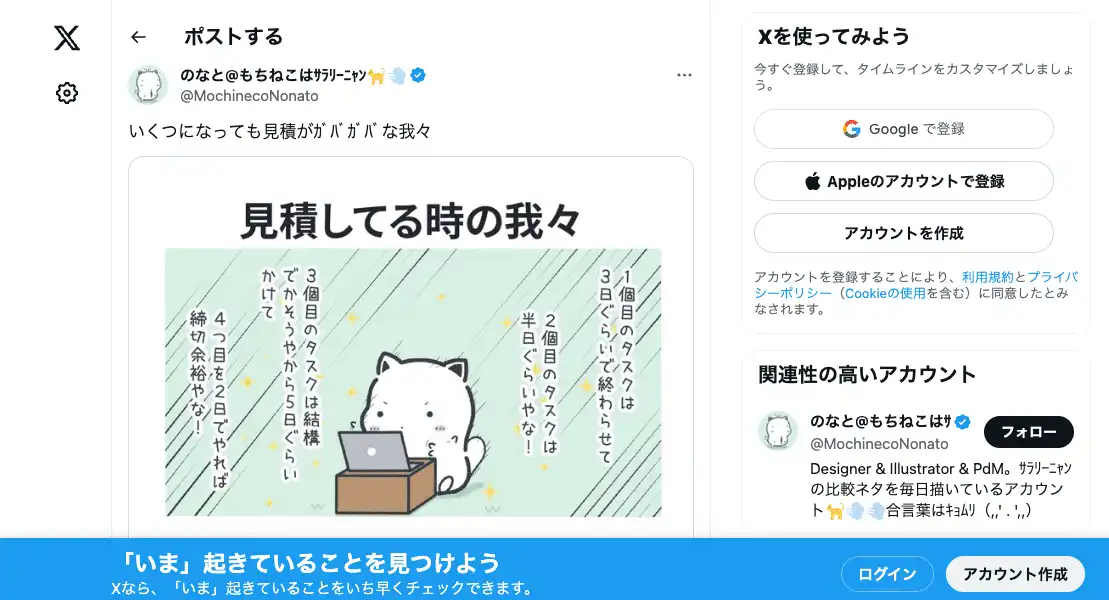 ポストする
のなと@もちねこはｻﾗﾘｰﾆｬﾝ🐈💨
@MochinecoNonato
いくつになっても見積がｶﾞﾊﾞｶﾞﾊﾞな我々
見積してる時の我々
1個目のタスクは
3日ぐらいで終わらせて
2個目のタスクは
半日ぐらいやな!
3個目のタスクは結構
でかそうやから5日ぐらい
かけて
4つ目を2日でやれば
締切余裕やな!
Xを使ってみよう
今すぐ登録して、タイムラインをカスタマイズしましょ
う。
Google で登録
Appleのアカウントで登録
アカウントを作成
アカウントを登録することにより、利用規約とプライバ
シーポリシー（Cookieの使用を含む）に同意したとみ
なされます。
関連性の高いアカウント
のなと@もちねこはｻ
@MochinecoNonato
フォロー
Designer & Illustrator & PdM。ｻﾗﾘｰﾆｬﾝ
の比較ネタを毎日描いているアカウン
ト🐈💨💨合言葉はｷｮﾑﾘ（,,' . ',,）
「いま」起きていることを見つけよう
Xなら、「いま」起きていることをいち早くチェックできます。
ログイン
アカウント作成